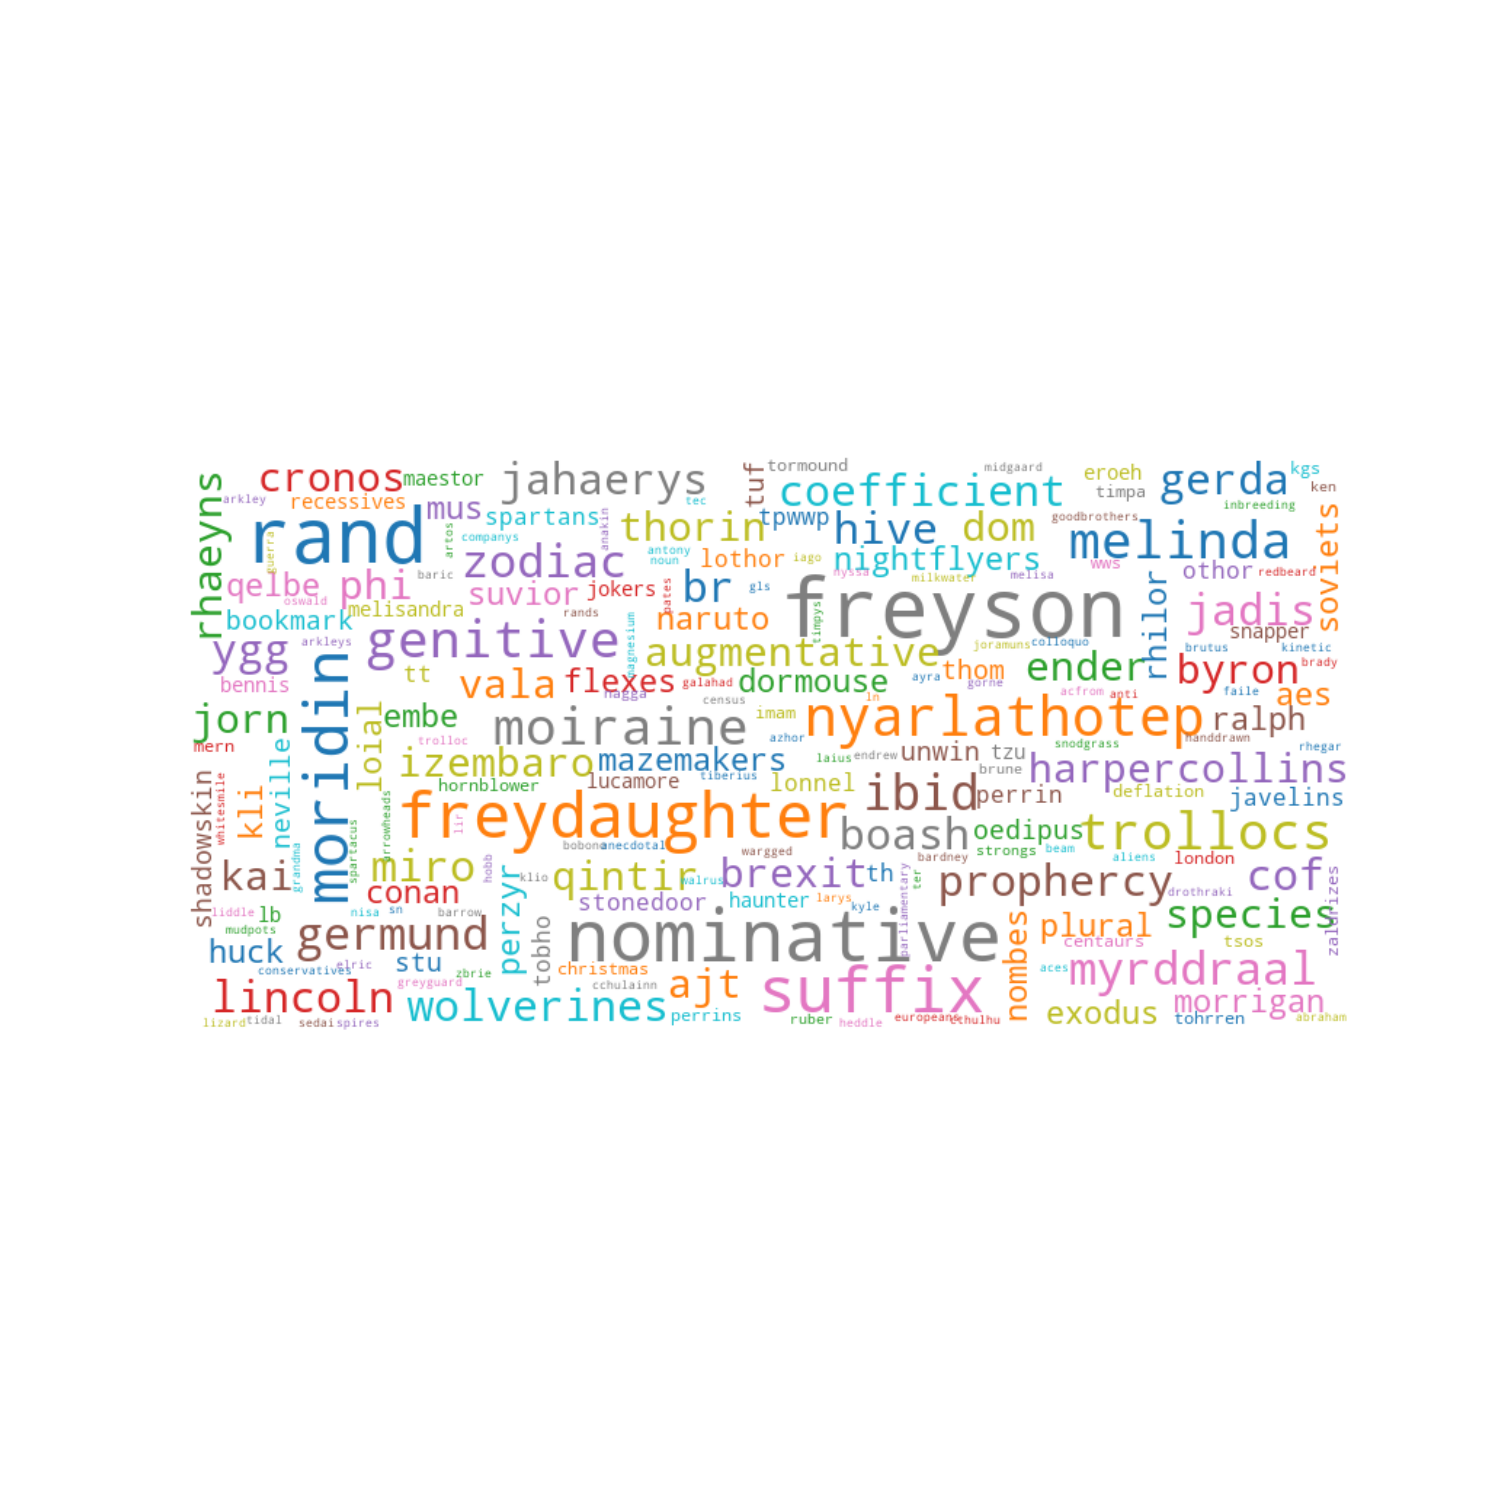 rhaeyns
cronos
maestor
jahaerys
tuf
tormound
midgaard
eroeh
gerda
kgs
arkley
recessives
mus
spartans
tec
coefficient
timpa
ken
inbreeding
rand
guerra
artos
companys
anakin
thorin
tpwwp
hive
dom
goodbrothers
melinda
sovlets
zodiac
antony
noun
lothor
iago
nightflyers
wws
othor
redbeard
qelbe
phi
baric
suvior
jokers
pates
br
gls
nyssa
milkwater
melisa
oswald
melisandra
rands
freyson
rhilor
jadis
bookmark
genitive
magnesium
naruto
timpys
snapper
ygg
arkleys
moridin
augmentative
joramuns
colloquo
brutus
kinetic
bennis
tt
vala
flexes
galahad
dormouse
ayra
thom
ender
byron
brady
nagga
census
ln
gorne
acfrom
anti
faile
aes
jorn
loial
embe
moiraine
imam
nyarlathotep
ralph
mern
neville
trolloc
azhor
handdrawn
izembaro
mazemakers
laius
endrew
unwin
tzu
snodgrass
rhegar
shadowskin
whitesmile
kli
hornblower
lucamore
tiberius
lonnel
brune
harpercollins
ibid
perrin
deflation
javelins
arrowheads
freydaughter
lir
boash
oedipus
trollocs
spartacus
bobono
anecdotal
wargged
strongs
beam
grandma
kai
miro
hobb
perzyr
klio
qintir
walrus
brexit
th
bardney
aliens
london
conan
parliamentary
ter
prophercy
drothraki
cof
zalurizes
liddle
lb
nisa
sn
barrow
stonedoor
haunter
larys
kyle
mudpots
germund
tobho
nominative
nombes
plural
species
huck
stu
centaurs
tsos
conservatives
elric
zbrie
christmas
aces
myrddraal
greyguard
cchulainn
ajt
suffix
lincoln
wolverines
perrins
morrigan
lizard
tidal
sedai
spires
ruber
heddle
europeans
cthulhu
exodus
tohrren
abraham